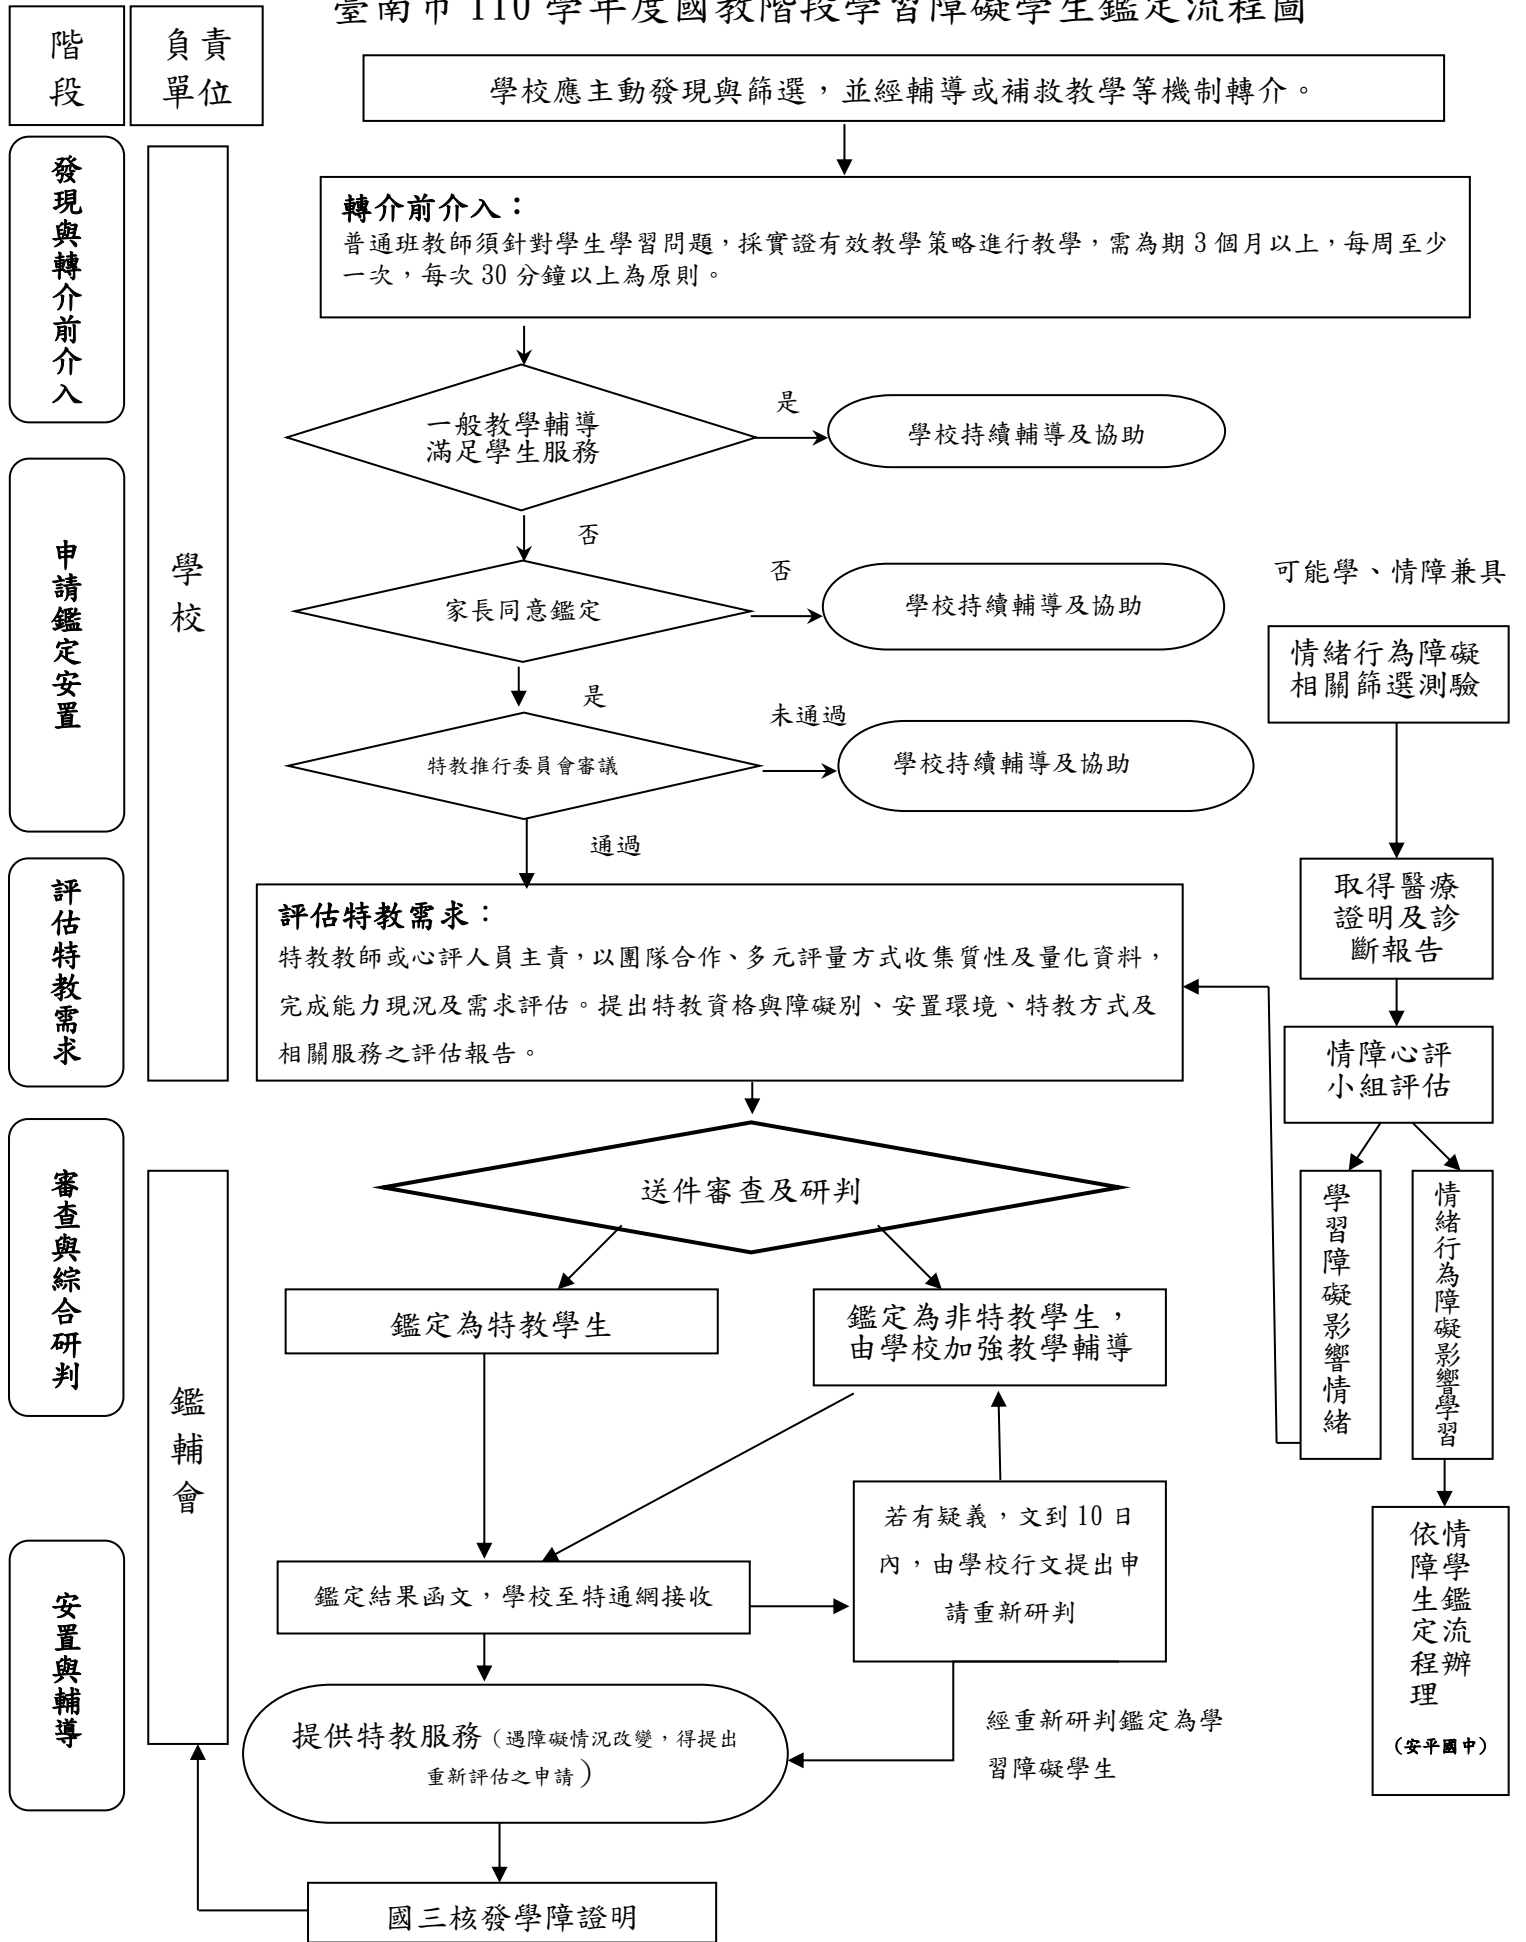 臺南市 110 學年度國教階段學習障礙學生鑑定流程圖
階段
負責
單位
學校應主動發現與篩選，並經輔導或補救教學等機制轉介。
發現與轉介前介入
轉介前介入：
普通班教師須針對學生學習問題，採實證有效教學策略進行教學，需為期 3 個月以上，每周至少
一次，每次 30 分鐘以上為原則。
一般教學輔導
滿足學生服務
是
學校持續輔導及協助
否
申請鑑定安置
學校
家長同意鑑定
否
學校持續輔導及協助
是
特教推行委員會審議
未通過
學校持續輔導及協助
通過
可能學、情障兼具
情緒行為障礙
相關篩選測驗
取得醫療
證明及診
斷報告
情障心評
小組評估
學習障礙影響情緒
情緒行為障礙影響學習
依情障學生鑑定流程辦理
（安平國中）
評估特教需求
評估特教需求：
特教教師或心評人員主責，以團隊合作、多元評量方式收集質性及量化資料，
完成能力現況及需求評估。提出特教資格與障礙別、安置環境、特教方式及
相關服務之評估報告。
審查與綜合研判
鑑輔會
送件審查及研判
鑑定為特教學生
鑑定為非特教學生，
由學校加強教學輔導
安置與輔導
鑑定結果函文，學校至特通網接收
若有疑義，文到 10 日
內，由學校行文提出申
請重新研判
提供特教服務（遇障礙情況改變，得提出
重新評估之申請）
經重新研判鑑定為學
習障礙學生
國三核發學障證明